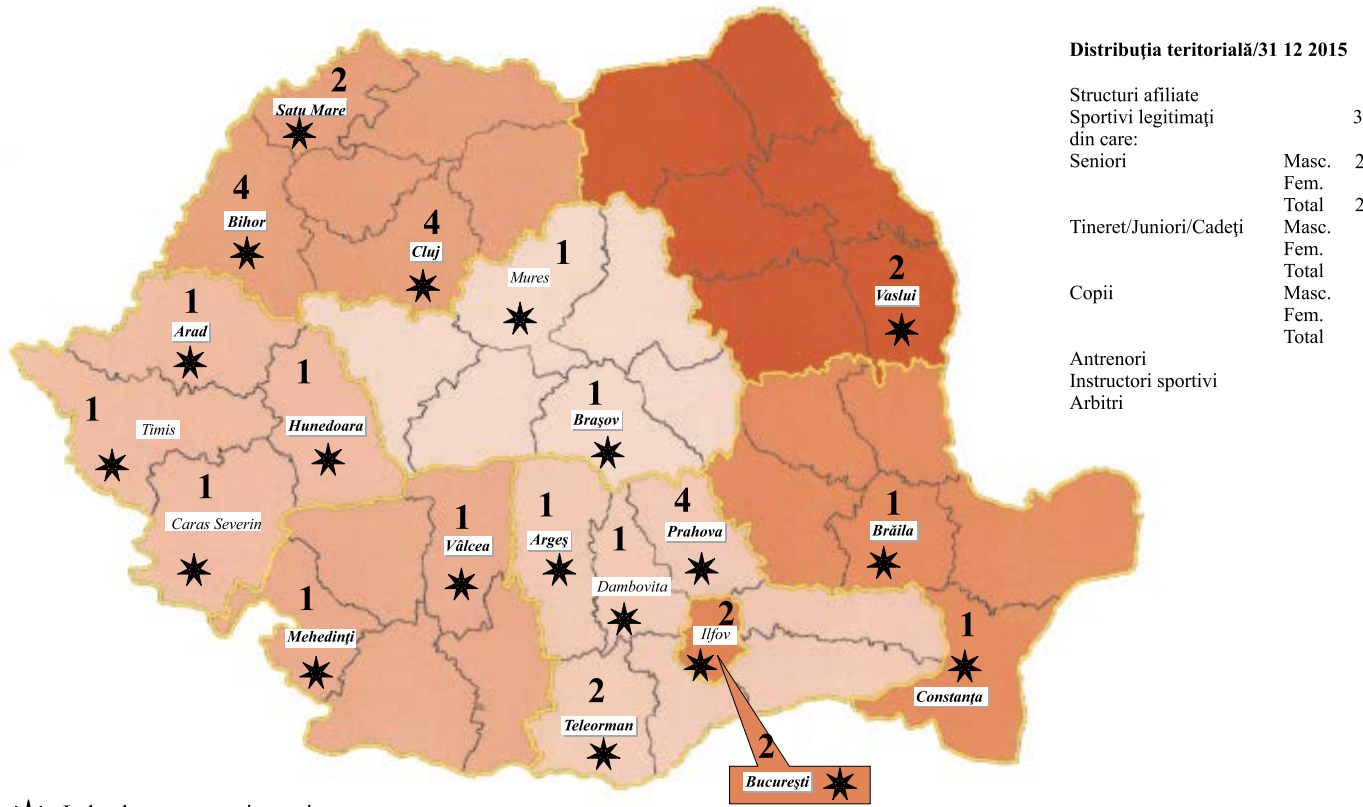 Distribuţia teritorială/31 12 2015
Structuri afiliate
Sportivi legitimaţi 3
din care:
Seniori Masc. 2
Fem.
Total 2
Tineret/Juniori/Cadeţi Masc.
Fem.
Total
Copii Masc.
Fem.
Total
Antrenori
Instructori sportivi
Arbitri
2
Satu Mare
4
Bihor
4
Cluj
1
Mures
2
Vaslui
1
Arad
1
Hunedoara
1
Timis
1
Braşov
1
Caras Severin
1
Vâlcea
1
Argeş
1
Dambovita
4
Prahova
1
Brăila
1
Mehedinţi
2
Ilfov
1
Constanţa
2
Teleorman
2
Bucureşti